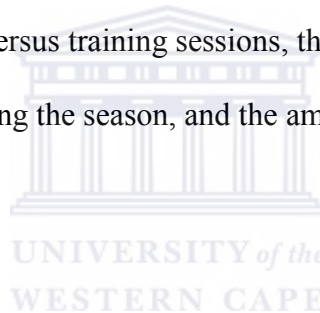 ersus training sessions, th
ng the season, and the am
UNIVERSITY of the
WESTERN CAPE